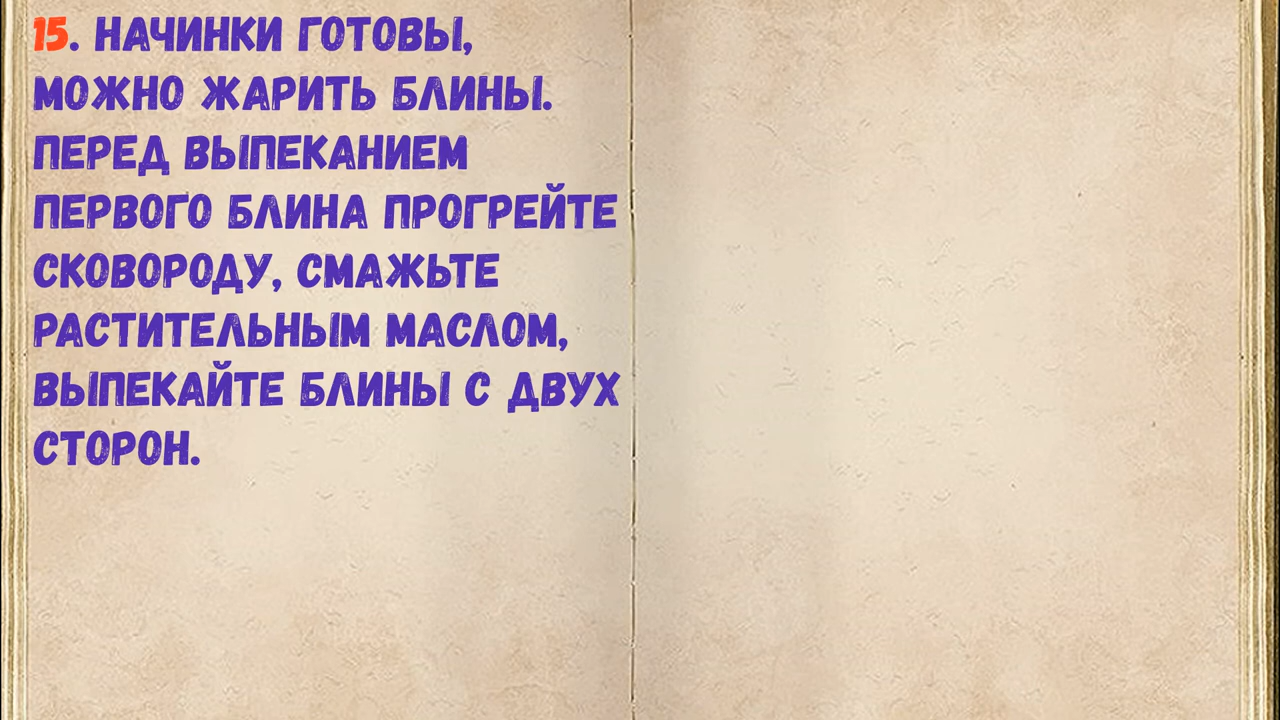 15. НАЧИНКИ ГОТОВЫ,
МОЖНО ЖАРИТЬ БЛИНЫ.
ПЕРЕД ВЫПЕКАНИЕМ
ПЕРВОГО БЛИНА ПРОГРЕЙТЕ
СКОВОРОДУ, СМАЖЬТЕ
РАСТИТЕЛЬНЫМ МАСЛОМ,
ВЫПЕКАЙТЕ БЛИНЫ С ДВУХ
СТОРОН.